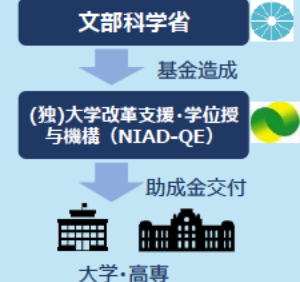 文部科学省
基金造成
(独)大学改革支援・学位授
与機構（NIAD-QE）
助成金交付
大学・高専